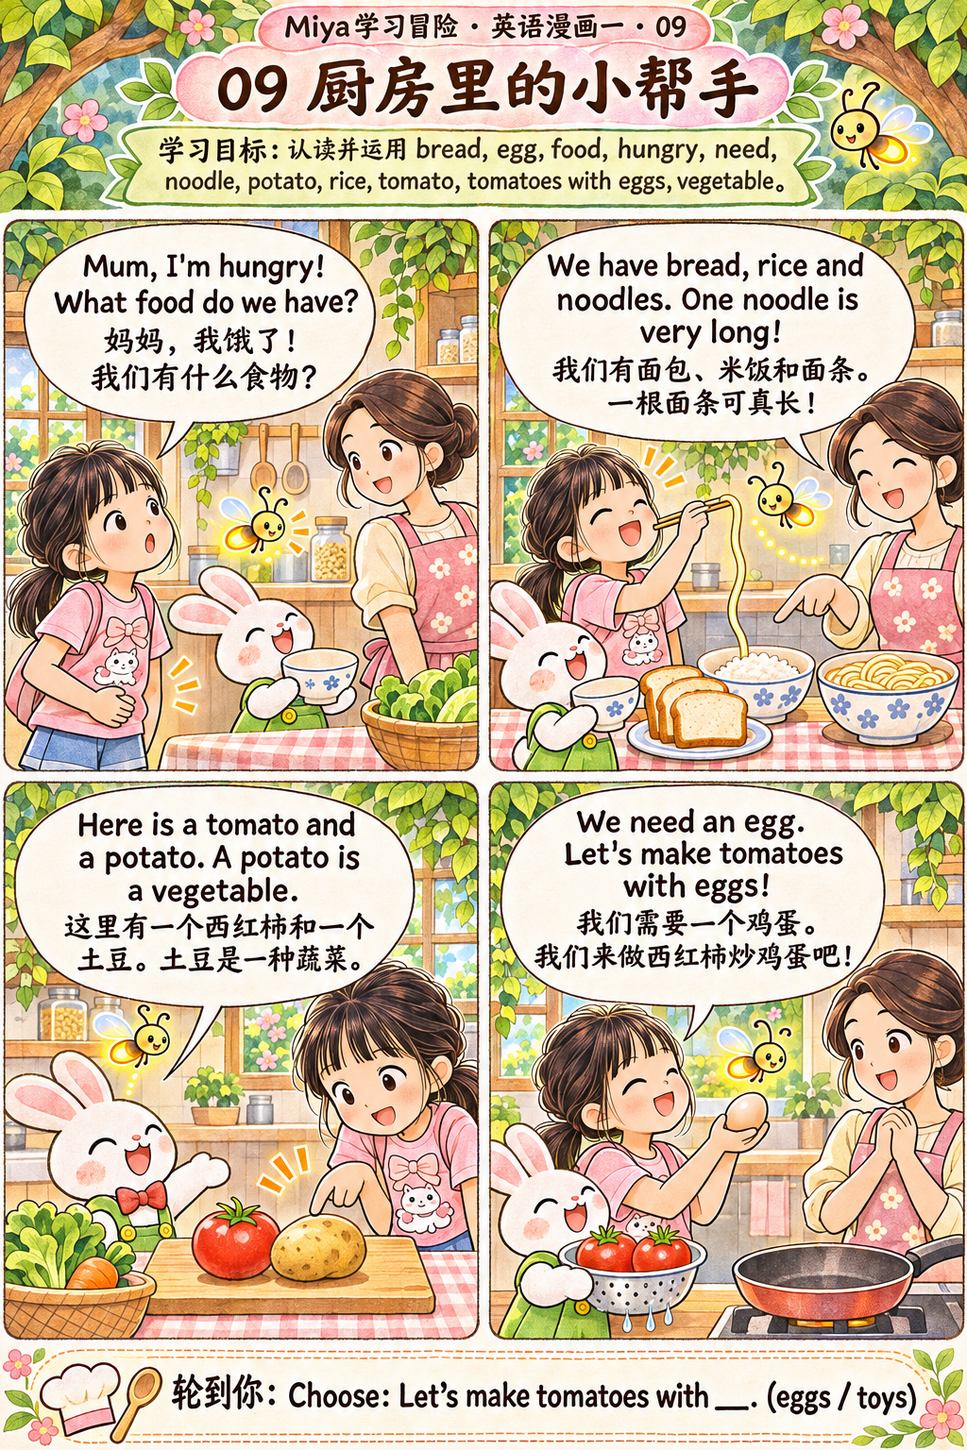 Miya学习冒险·英语漫画一·09
09 厨房里的小帮手
学习目标：认读并运用 bread, egg, food, hungry, need,
noodle, potato, rice, tomato, tomatoes with eggs, vegetable。
Mum, I'm hungry!
What food do we have?
妈妈，我饿了！
我们有什么食物？
We have bread, rice and
noodles. One noodle is
very long!
我们有面包、米饭和面条。
一根面条可真长！
Here is a tomato and
a potato. A potato is
a vegetable.
这里有一个西红柿和一个
土豆。土豆是一种蔬菜。
We need an egg.
Let's make tomatoes
with eggs!
我们需要一个鸡蛋。
我们来做西红柿炒鸡蛋吧！
轮到你：Choose: Let's make tomatoes with __. (eggs / toys)